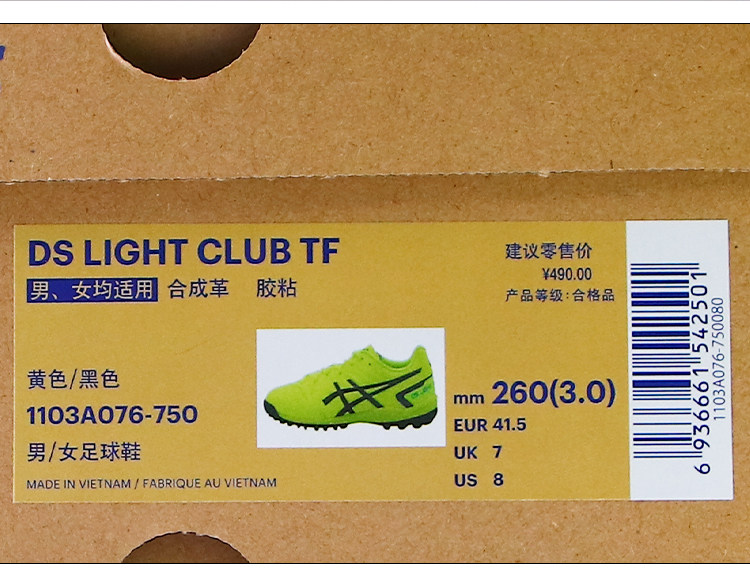 DS LIGHT CLUB TF
男、女均适用 合成革 胶粘
建议零售价
¥490.00
产品等级:合格品
黄色/黑色
1103A076-750
男/女足球鞋
MADE IN VIETNAM / FABRIQUE AU VIETNAM
mm 260(3.0)
EUR 41.5
UK 7
US 8
6 936661 542501
1103A076-750080